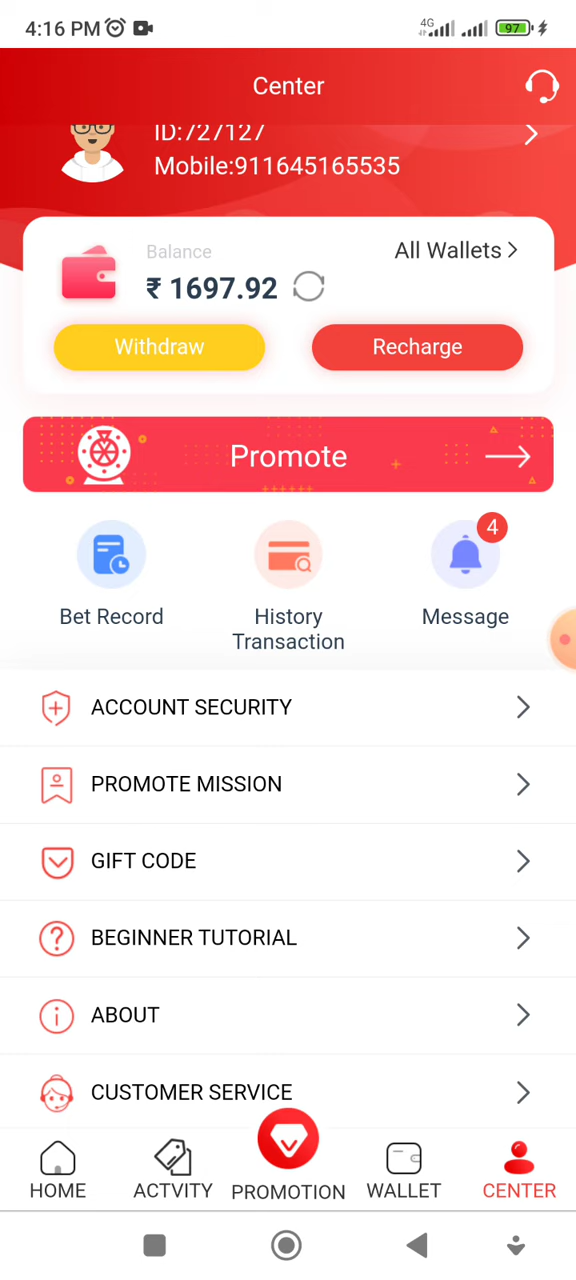 4:16 PM
4G
97
Center
ID:727127
Mobile:911645165535
Balance
All Wallets
₹ 1697.92
Withdraw
Recharge
Promote
4
Bet Record
History
Transaction
Message
ACCOUNT SECURITY
PROMOTE MISSION
GIFT CODE
BEGINNER TUTORIAL
ABOUT
CUSTOMER SERVICE
HOME
ACTVITY
PROMOTION
WALLET
CENTER